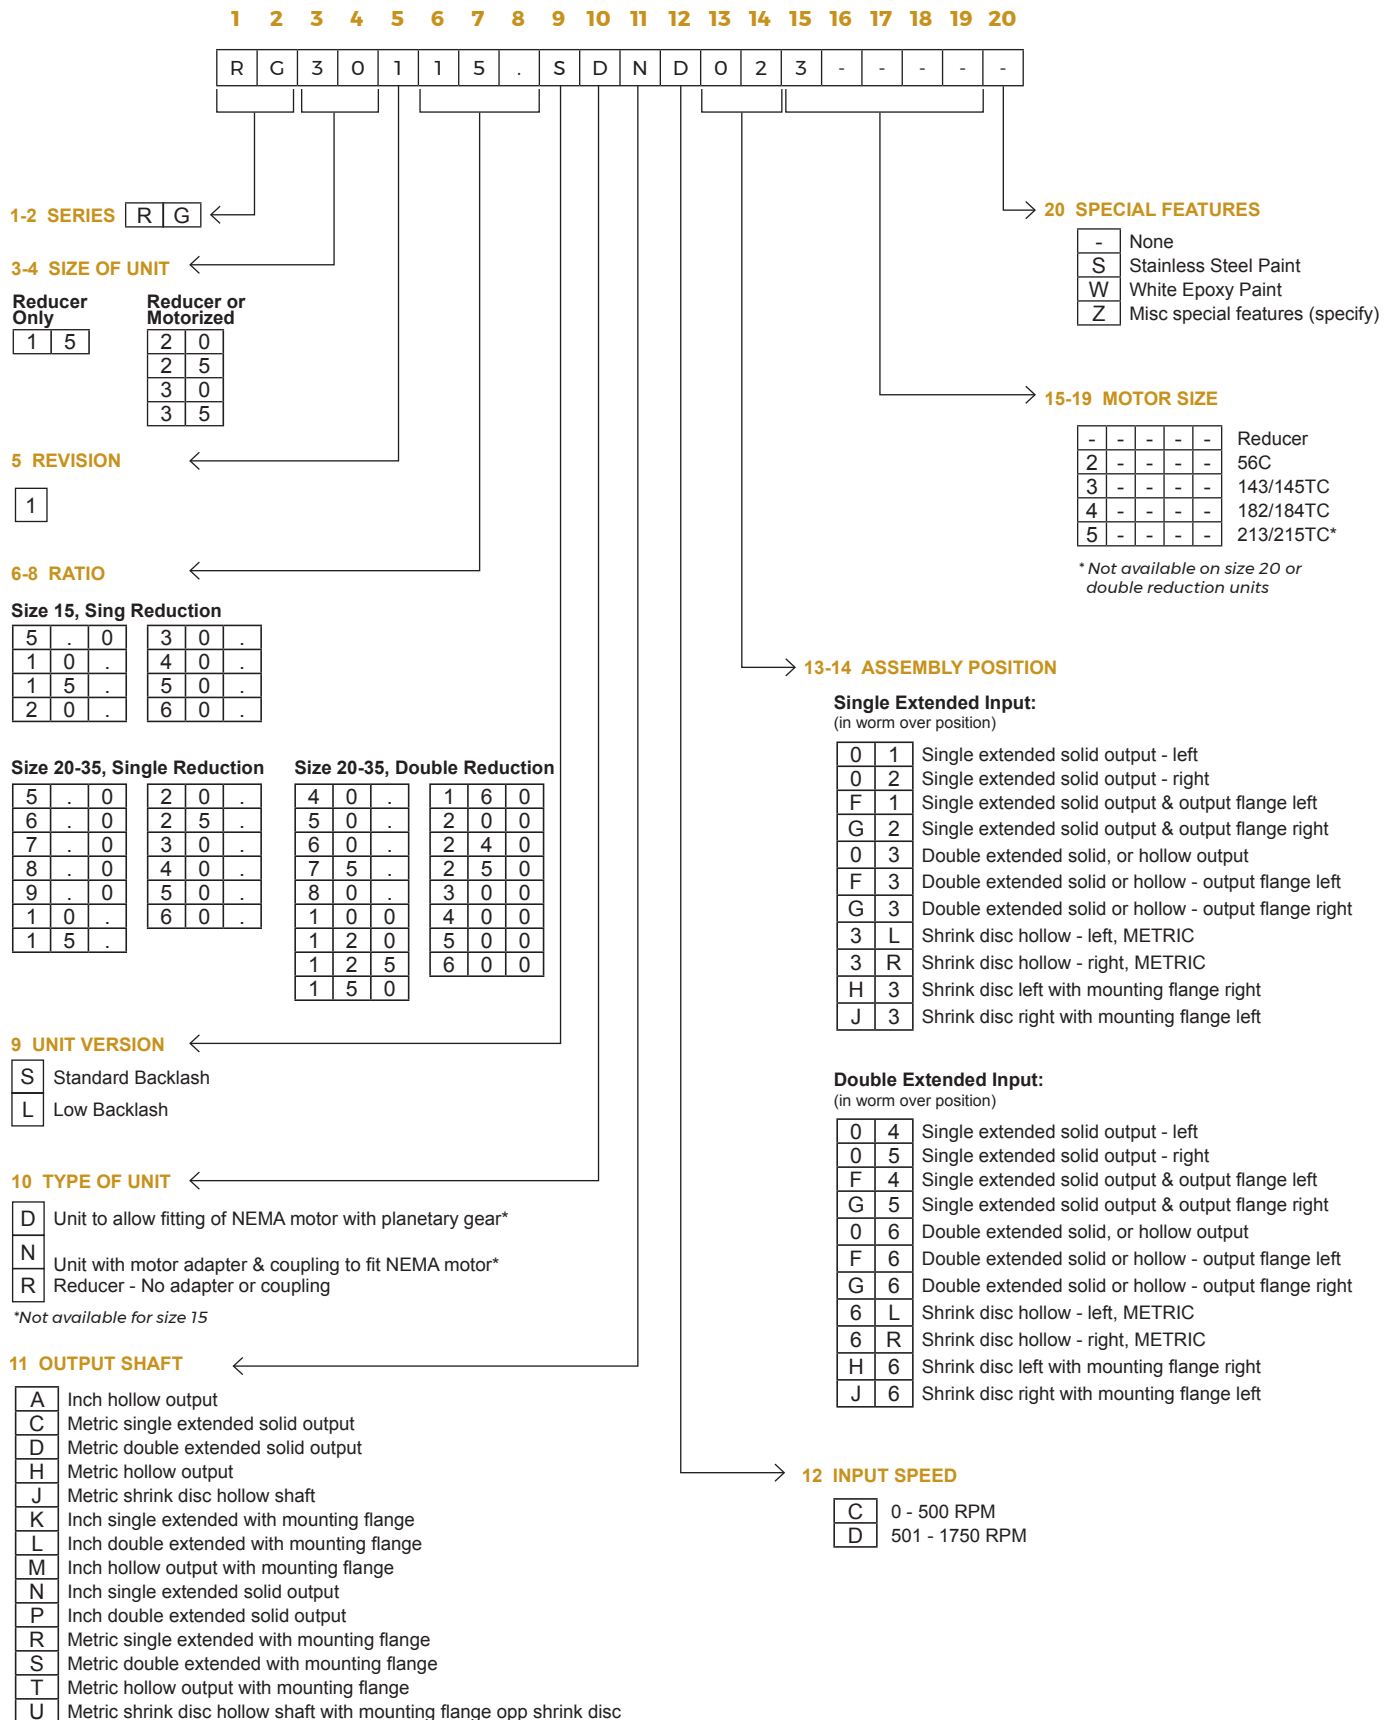 1 2 3 4 5 6 7 8 9 10 11 12 13 14 15 16 17 18 19 20
R G 3 0 1 1 5 . S D N D 0 2 3 - - - - -
1-2 SERIES R G
3-4 SIZE OF UNIT
Reducer Only
1 5
Reducer or Motorized
2 0
2 5
3 0
3 5
5 REVISION
1
6-8 RATIO
Size 15, Sing Reduction
5 . 0 3 0 .
1 0 . 4 0 .
1 5 . 5 0 .
2 0 . 6 0 .
Size 20-35, Single Reduction
5 . 0 2 0 .
6 . 0 2 5 .
7 . 0 3 0 .
8 . 0 4 0 .
9 . 0 5 0 .
1 0 . 6 0 .
1 5 .
Size 20-35, Double Reduction
4 0 . 1 6 0
5 0 . 2 0 0
6 0 . 2 4 0
7 5 . 2 5 0
8 0 . 3 0 0
1 0 0 4 0 0
1 2 0 5 0 0
1 2 5 6 0 0
1 5 0
9 UNIT VERSION
S Standard Backlash
L Low Backlash
10 TYPE OF UNIT
D Unit to allow fitting of NEMA motor with planetary gear*
N Unit with motor adapter & coupling to fit NEMA motor*
R Reducer - No adapter or coupling
*Not available for size 15
11 OUTPUT SHAFT
A Inch hollow output
C Metric single extended solid output
D Metric double extended solid output
H Metric hollow output
J Metric shrink disc hollow shaft
K Inch single extended with mounting flange
L Inch double extended with mounting flange
M Inch hollow output with mounting flange
N Inch single extended solid output
P Inch double extended solid output
R Metric single extended with mounting flange
S Metric double extended with mounting flange
T Metric hollow output with mounting flange
U Metric shrink disc hollow shaft with mounting flange opp shrink disc
20 SPECIAL FEATURES
- None
S Stainless Steel Paint
W White Epoxy Paint
Z Misc special features (specify)
15-19 MOTOR SIZE
- - - - - Reducer
2 - - - - 56C
3 - - - - 143/145TC
4 - - - - 182/184TC
5 - - - - 213/215TC*
* Not available on size 20 or
double reduction units
13-14 ASSEMBLY POSITION
Single Extended Input:
(in worm over position)
0 1 Single extended solid output - left
0 2 Single extended solid output - right
F 1 Single extended solid output & output flange left
G 2 Single extended solid output & output flange right
0 3 Double extended solid, or hollow output
F 3 Double extended solid or hollow - output flange left
G 3 Double extended solid or hollow - output flange right
3 L Shrink disc hollow - left, METRIC
3 R Shrink disc hollow - right, METRIC
H 3 Shrink disc left with mounting flange right
J 3 Shrink disc right with mounting flange left
Double Extended Input:
(in worm over position)
0 4 Single extended solid output - left
0 5 Single extended solid output - right
F 4 Single extended solid output & output flange left
G 5 Single extended solid output & output flange right
0 6 Double extended solid, or hollow output
F 6 Double extended solid or hollow - output flange left
G 6 Double extended solid or hollow - output flange right
6 L Shrink disc hollow - left, METRIC
6 R Shrink disc hollow - right, METRIC
H 6 Shrink disc left with mounting flange right
J 6 Shrink disc right with mounting flange left
12 INPUT SPEED
C 0 - 500 RPM
D 501 - 1750 RPM